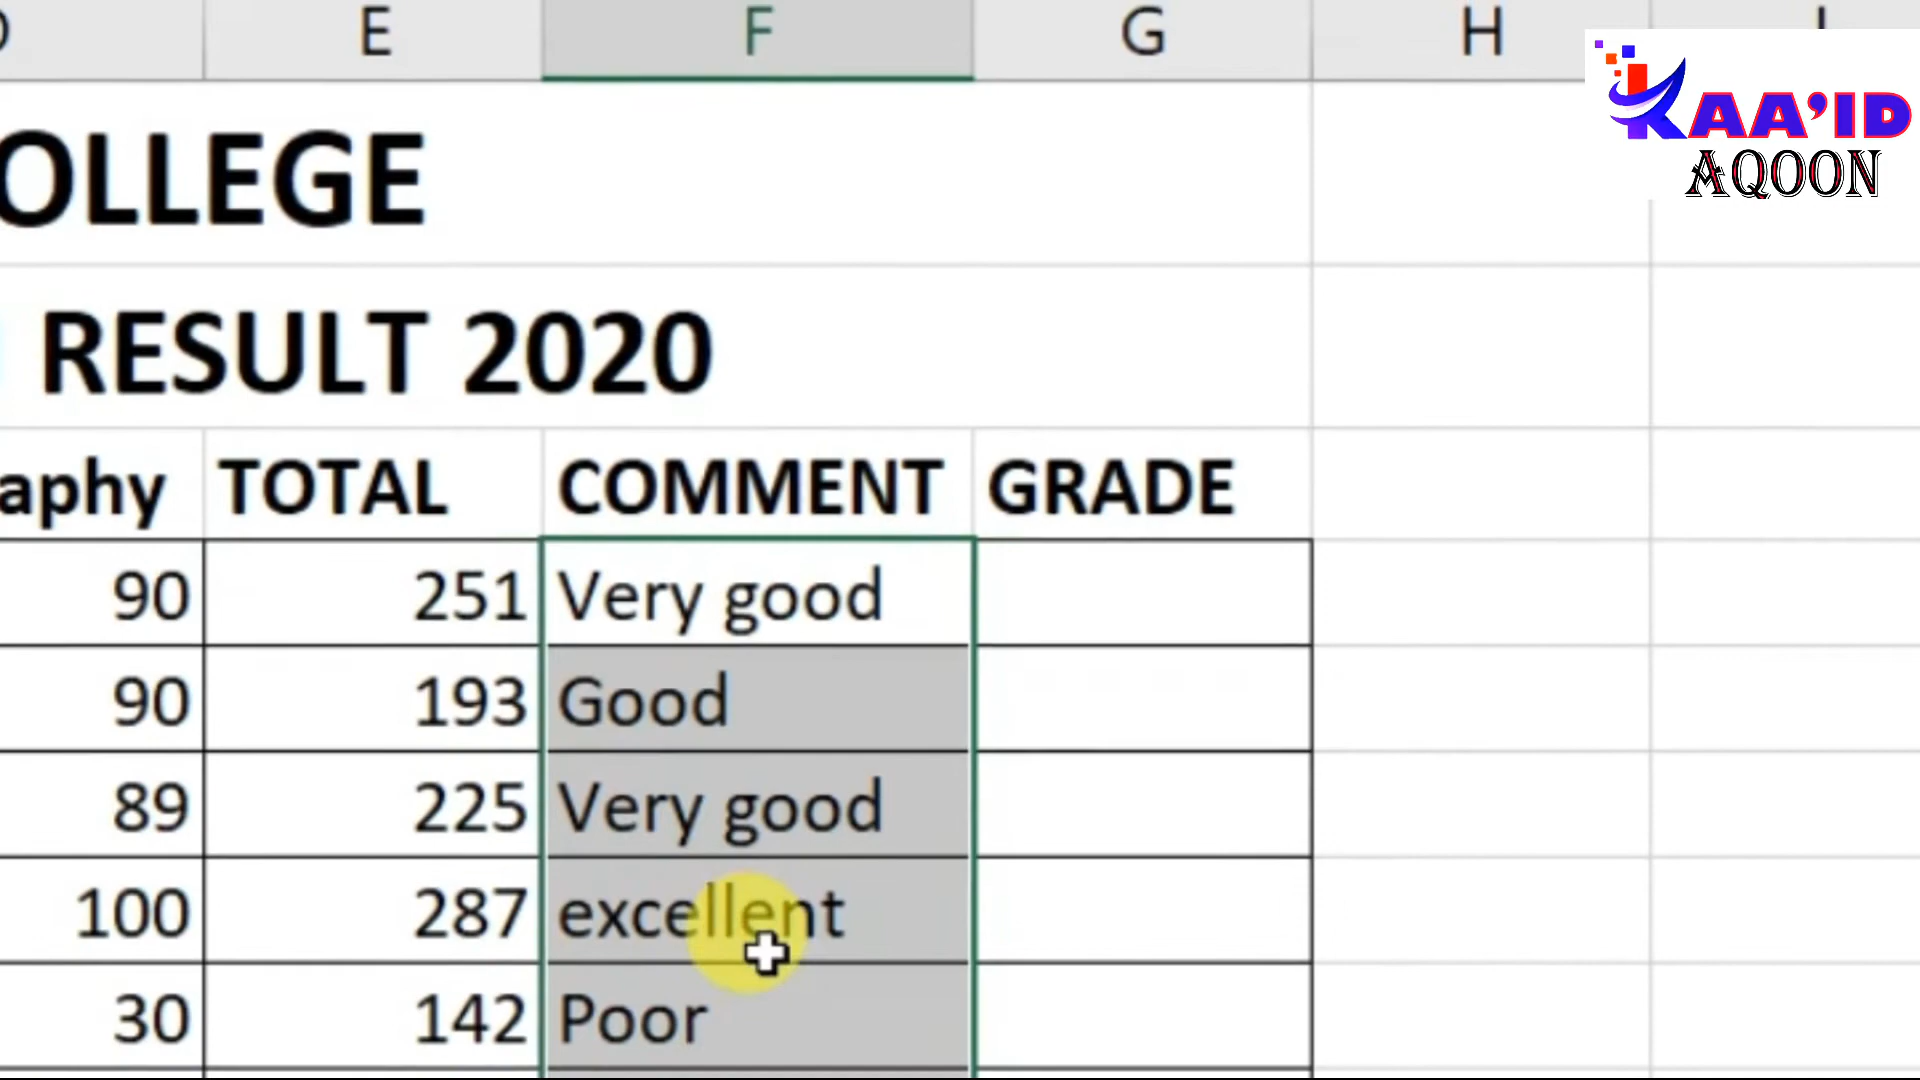 E F G H
KAA'ID
AQOON
OLLEGE
RESULT 2020
aphy TOTAL COMMENT GRADE
90 251 Very good
90 193 Good
89 225 Very good
100 287 excellent
30 142 Poor